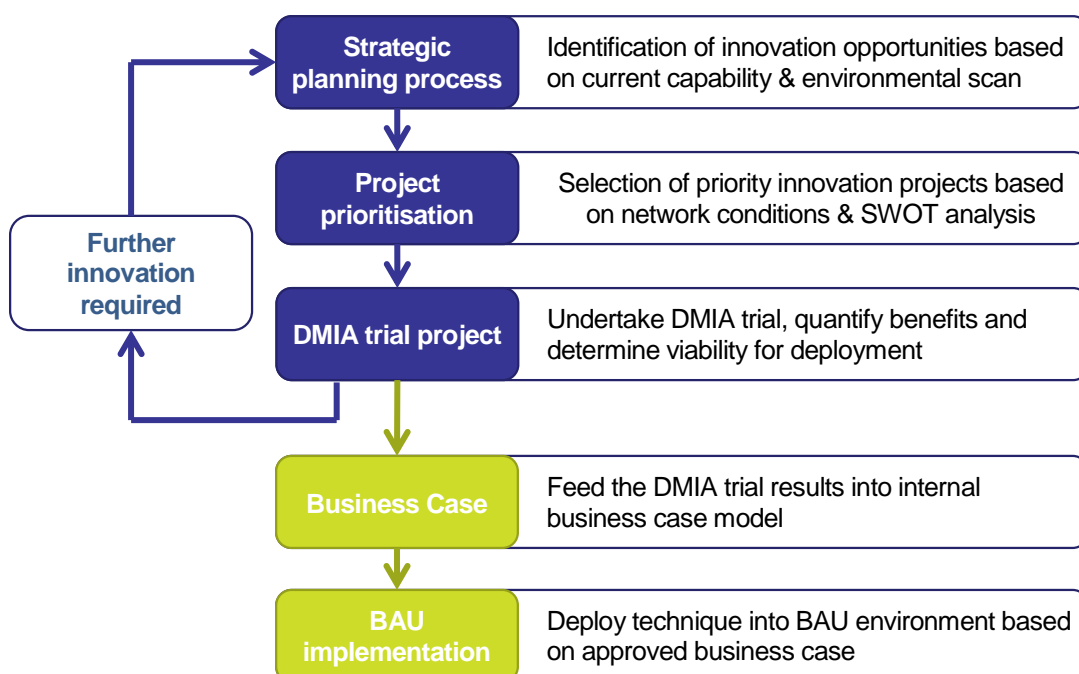 Strategic
planning process
Identification of innovation opportunities based
on current capability & environmental scan
Project
prioritisation
Selection of priority innovation projects based
on network conditions & SWOT analysis
Further
innovation
required
DMIA trial project
Undertake DMIA trial, quantify benefits and
determine viability for deployment
Business Case
Feed the DMIA trial results into internal
business case model
BAU
implementation
Deploy technique into BAU environment based
on approved business case